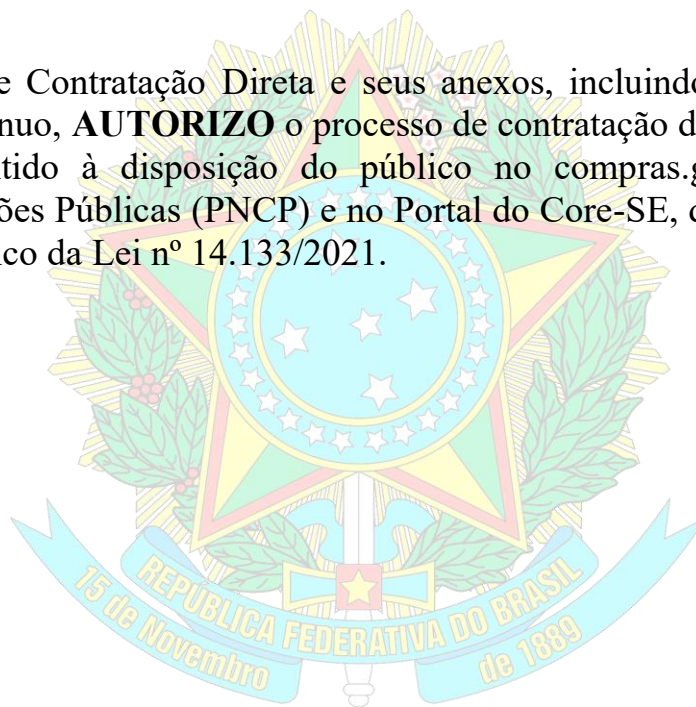 e Contratação Direta e seus anexos, incluindo
nuo, AUTORIZO o processo de contratação d
tido à disposição do público no compras.g
ões Públicas (PNCP) e no Portal do Core-SE, 
co da Lei nº 14.133/2021.
REPÚBLICA FEDERATIVA DO BRASIL
15 de Novembro de 1889